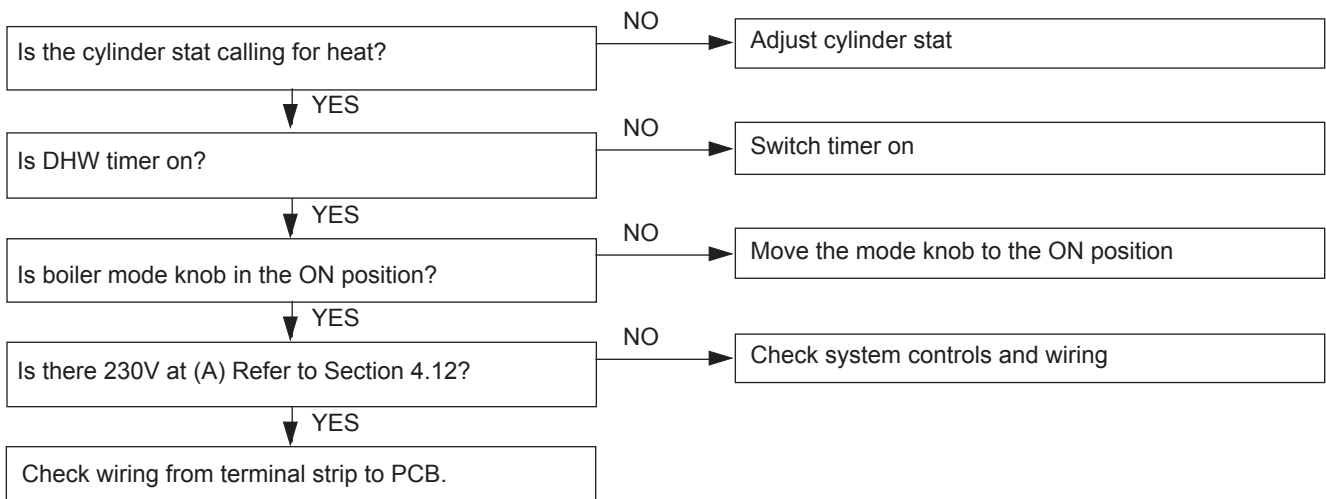 NO
Is the cylinder stat calling for heat?
Adjust cylinder stat
YES
NO
Is DHW timer on?
Switch timer on
YES
NO
Is boiler mode knob in the ON position?
Move the mode knob to the ON position
YES
NO
Is there 230V at (A) Refer to Section 4.12?
Check system controls and wiring
YES
Check wiring from terminal strip to PCB.